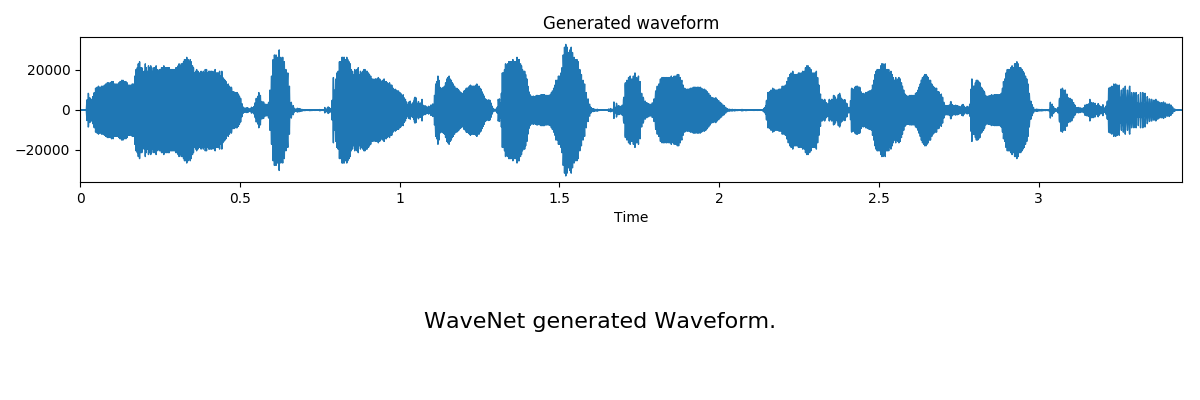 Generated waveform
20000
0
−20000
0 0.5 1 1.5 2 2.5 3
Time
WaveNet generated Waveform.